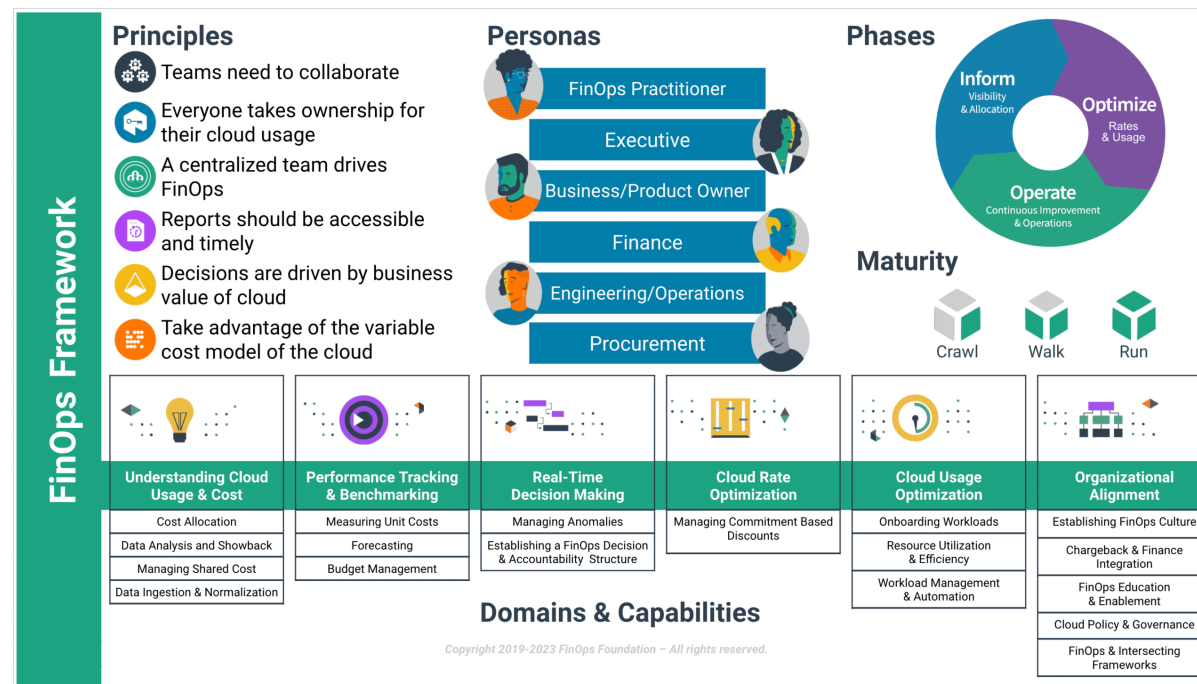 FinOps Framework
Principles
Teams need to collaborate
Everyone takes ownership for
their cloud usage
A centralized team drives
FinOps
Reports should be accessible
and timely
Decisions are driven by business
value of cloud
Take advantage of the variable
cost model of the cloud
Personas
FinOps Practitioner
Executive
Business/Product Owner
Finance
Engineering/Operations
Procurement
Phases
Inform
Visibility
& Allocation
Optimize
Rates
& Usage
Operate
Continuous Improvement
& Operations
Maturity
Crawl
Walk
Run
Understanding Cloud
Usage & Cost
Cost Allocation
Data Analysis and Showback
Managing Shared Cost
Data Ingestion & Normalization
Performance Tracking
& Benchmarking
Measuring Unit Costs
Forecasting
Budget Management
Real-Time
Decision Making
Managing Anomalies
Establishing a FinOps Decision
& Accountability Structure
Cloud Rate
Optimization
Managing Commitment Based
Discounts
Cloud Usage
Optimization
Onboarding Workloads
Resource Utilization
& Efficiency
Workload Management
& Automation
Organizational
Alignment
Establishing FinOps Culture
Chargeback & Finance
Integration
FinOps Education
& Enablement
Cloud Policy & Governance
FinOps & Intersecting
Frameworks
Domains & Capabilities
Copyright 2019-2023 FinOps Foundation – All rights reserved.